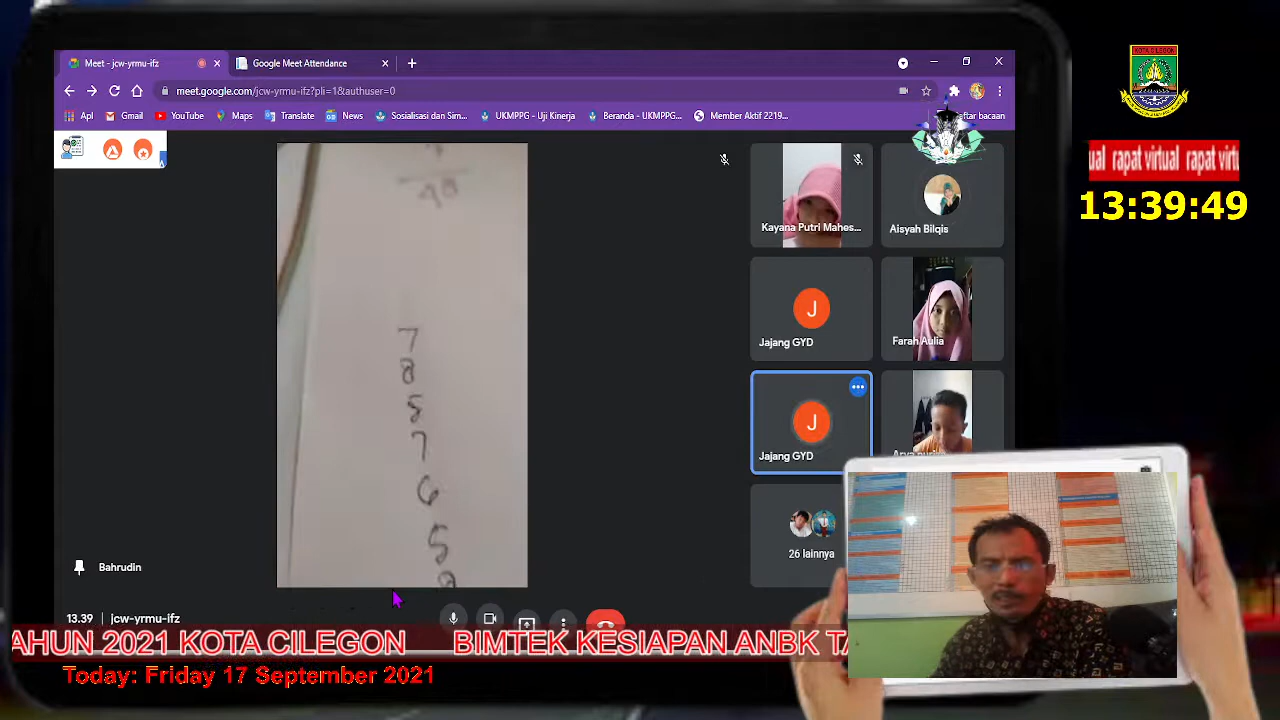 Meet - jcw-yrmu-ifz
Google Meet Attendance
meet.google.com/jcw-yrmu-ifz?pli=1&authuser=0
Apl
Gmail
YouTube
Maps
Translate
News
Sosialisasi dan
UKMPPG - Uji Kinerja
Beranda - UKMPPG...
Member Aktif 2219...
aftar bacaan
KOTA CILEGON
ual rapat virtual rapat virtu
13:39:49
Kayana Putri Mahes...
Aisyah Bilqis
J
Jajang GYD
Farah Aulia
J
Jajang GYD
26 lainnya
7
8
5
7
6
5
Bahrudin
13.39 jcw-yrmu-ifz
AHUN 2021 KOTA CILEGON BIMTEK KESIAPAN ANBK TA
Today: Friday 17 September 2021